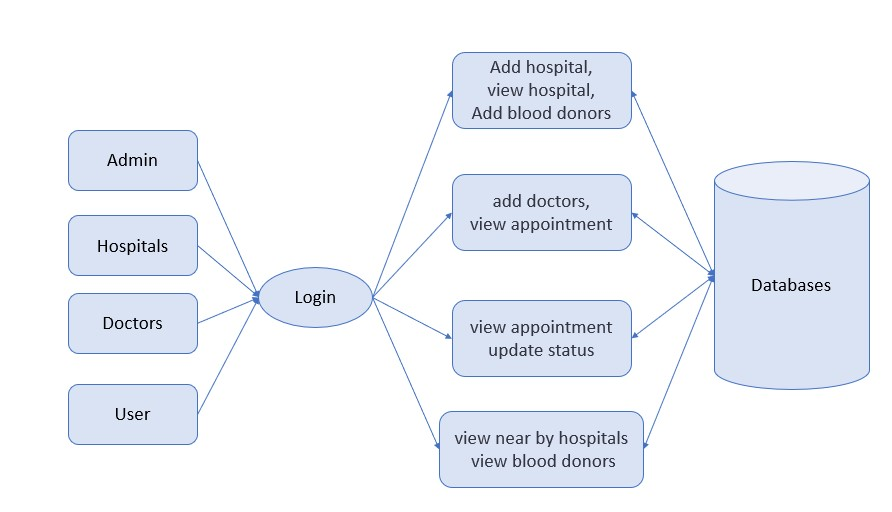 Admin
Hospitals
Doctors
User
Login
Add hospital,
view hospital,
Add blood donors
add doctors,
view appointment
view appointment
update status
view near by hospitals
view blood donors
Databases